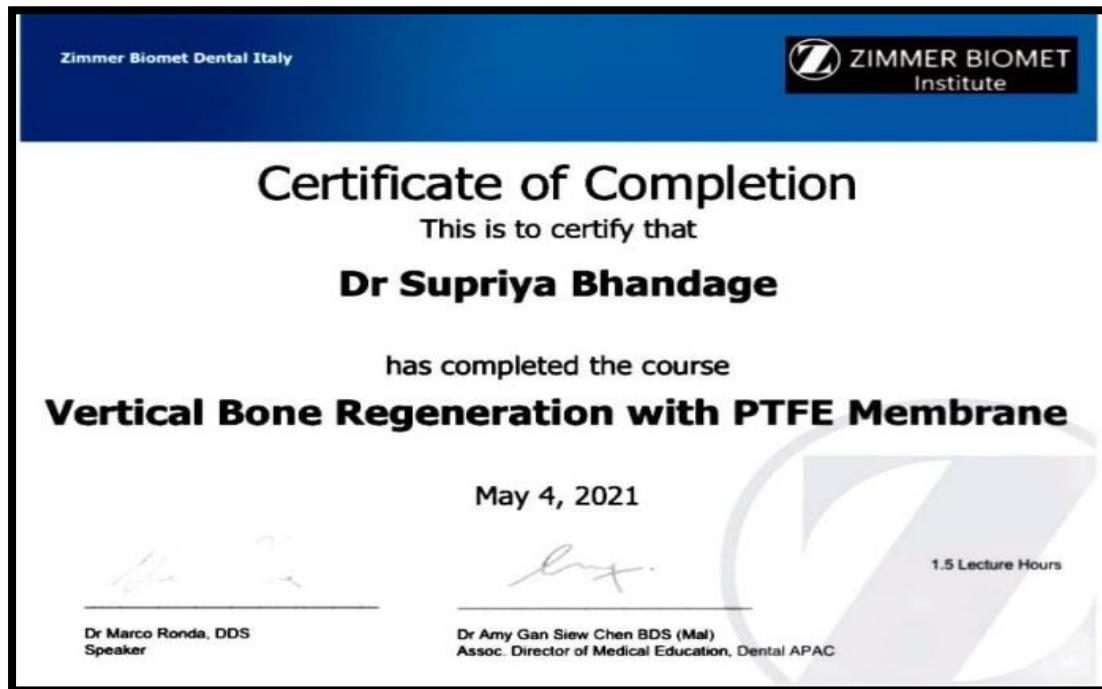 Zimmer Biomet Dental Italy
ZIMMER BIOMET
Institute
Certificate of Completion
This is to certify that
Dr Supriya Bhandage
has completed the course
Vertical Bone Regeneration with PTFE Membrane
May 4, 2021
1.5 Lecture Hours
Dr Marco Ronda, DDS
Speaker
Dr Amy Gan Siew Chen BDS (Mal)
Assoc. Director of Medical Education, Dental APAC